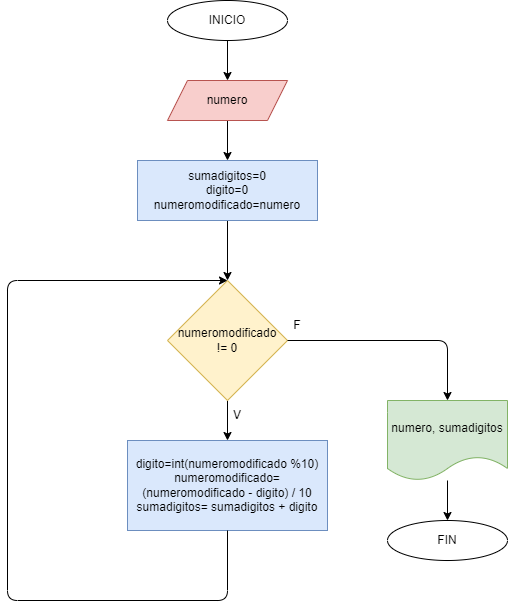 INICIO
numero
sumadigitos=0
digito=0
numeromodificado=numero
numeromodificado
!= 0
F
V
digito=int(numeromodificado %10)
numeromodificado=
(numeromodificado - digito) / 10
sumadigitos= sumadigitos + digito
numero, sumadigitos
FIN